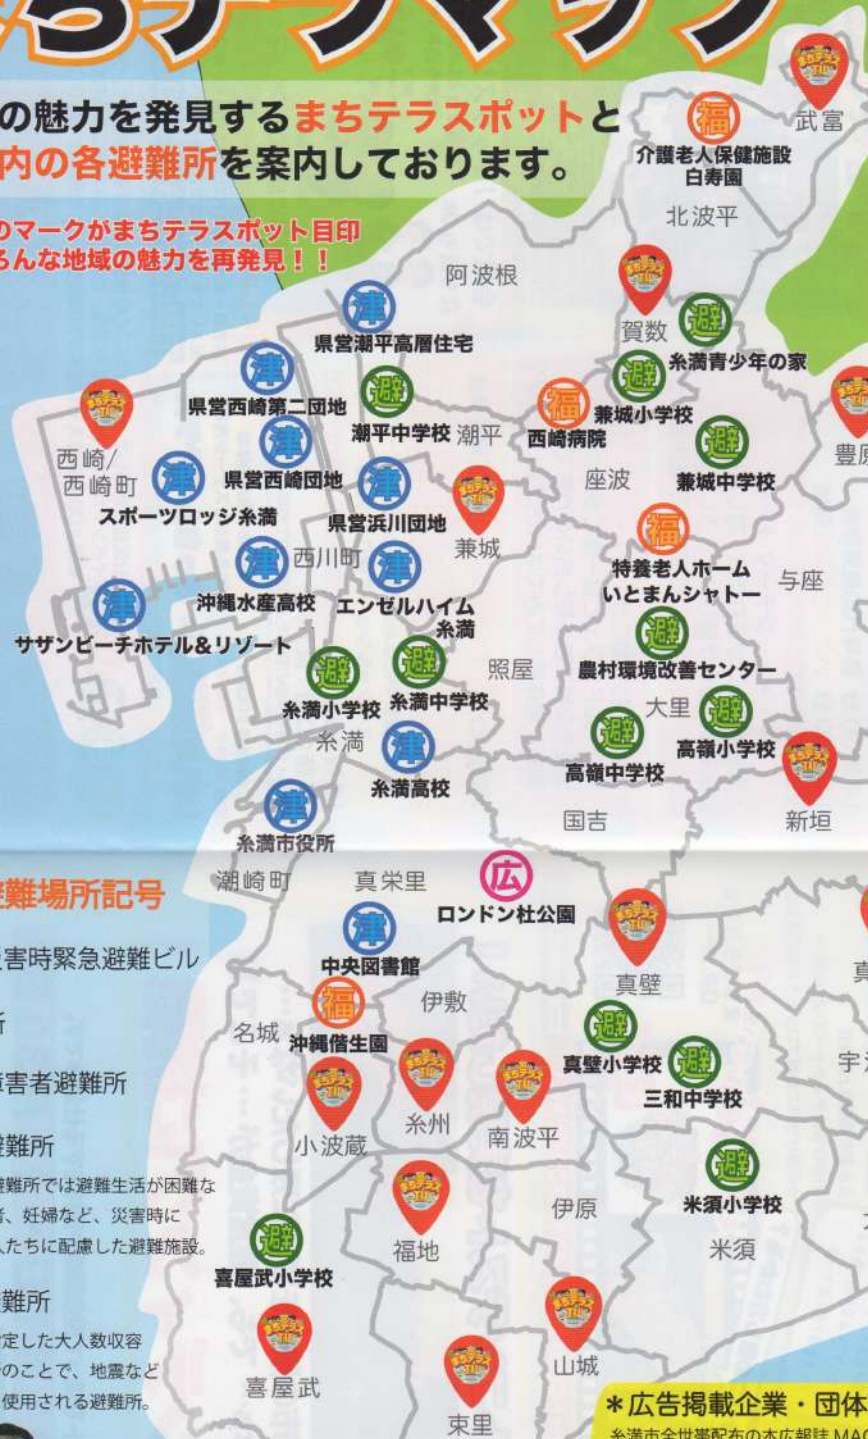 ちテラスマップ
の魅力を発見するまちテラスポットと
内の各避難所を案内しております。
のマークがまちテラスポット目印
ろんな地域の魅力を再発見！！
武富
福
介護老人保健施設
白寿園
北波平
阿波根
津
県営潮平高層住宅
賀数
避
糸満青少年の家
津
県営西崎第二団地
避
潮平中学校
潮平
福
西崎病院
避
兼城小学校
西崎/
西崎町
津
県営西崎団地
座波
避
兼城中学校
豊原
津
スポーツロッジ糸満
津
県営浜川団地
兼城
福
特養老人ホーム
いとまんシャトー
与座
津
沖縄水産高校
西川町
津
エンゼルハイム
糸満
津
サザンビーチホテル&リゾート
避
農村環境改善センター
避
糸満小学校
避
糸満中学校
照屋
大里
避
高嶺小学校
糸満
津
糸満高校
避
高嶺中学校
新垣
津
糸満市役所
国吉
潮崎町
真栄里
広
ロンドン杜公園
難場所記号
津
中央図書館
真壁
害時緊急避難ビル
伊敷
名城
福
沖縄偕生園
避
真壁小学校
避
三和中学校
害者避難所
小波蔵
糸州
南波平
難所
避
米須小学校
難所では避難生活が困難な
、妊婦など、災害時に
たちに配慮した避難施設。
伊原
米須
避
喜屋武小学校
福地
難所
定した大人数収容
のことで、地震など
使用される避難所。
喜屋武
山城
束里
＊広告掲載企業・団体
糸満市全世帯配布の本広報誌 MA